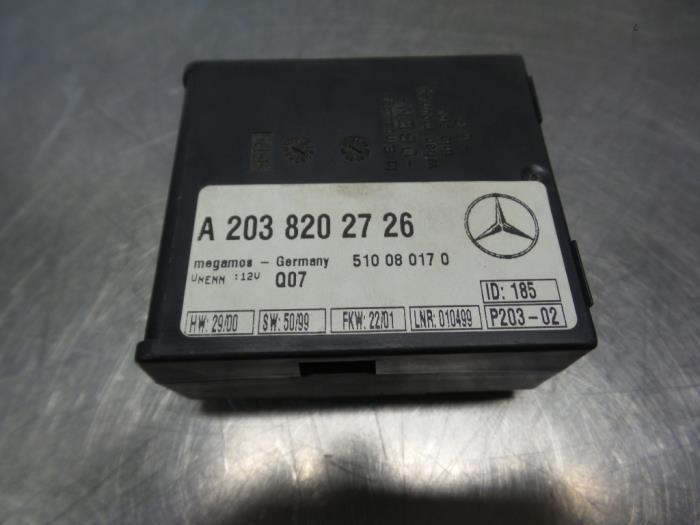 OBEN
A 203 820 27 26
megamos - Germany 510 08 017 0
UNENN :12V Q07
ID: 185
HW: 29/00 SW: 50/99 FKW: 22/01 LNR: 010499 P203-02